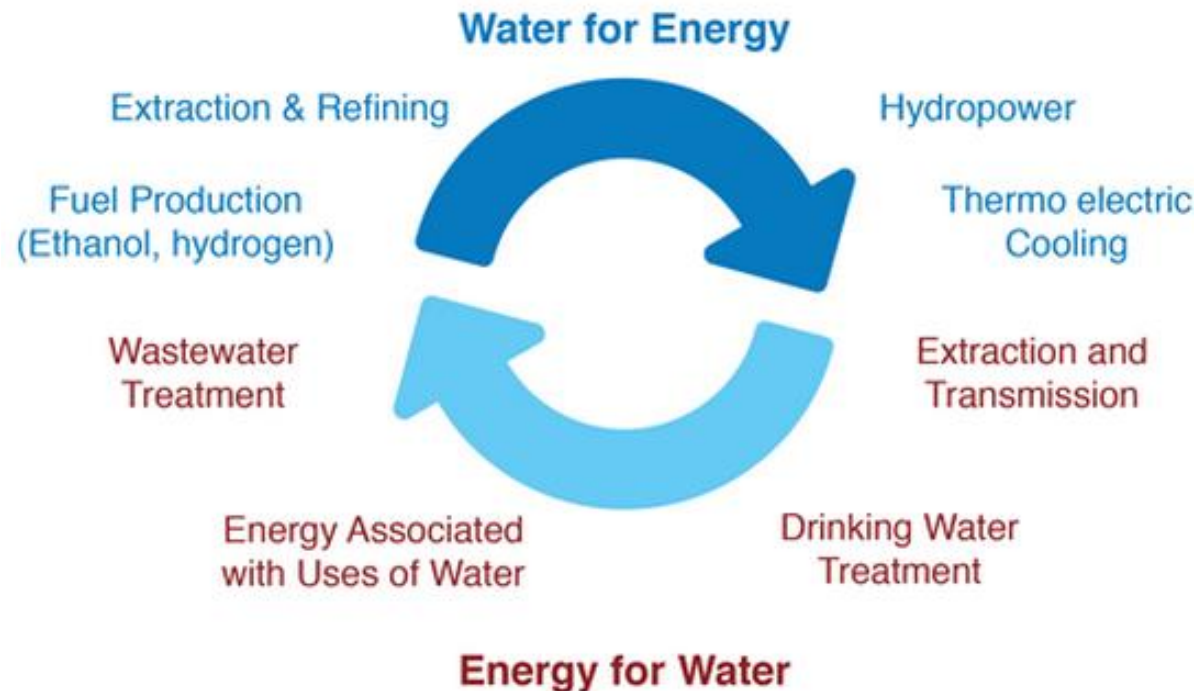 Water for Energy
Extraction & Refining
Hydropower
Fuel Production
(Ethanol, hydrogen)
Thermo electric
Cooling
Wastewater
Treatment
Extraction and
Transmission
Energy Associated
with Uses of Water
Drinking Water
Treatment
Energy for Water